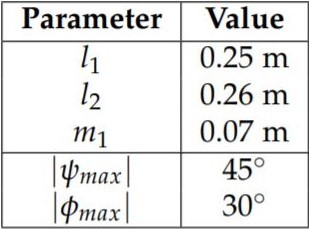 Parameter Value
l₁ 0.25 m
l₂ 0.26 m
m₁ 0.07 m
|ψₘₐₓ| 45°
|ϕₘₐₓ| 30°